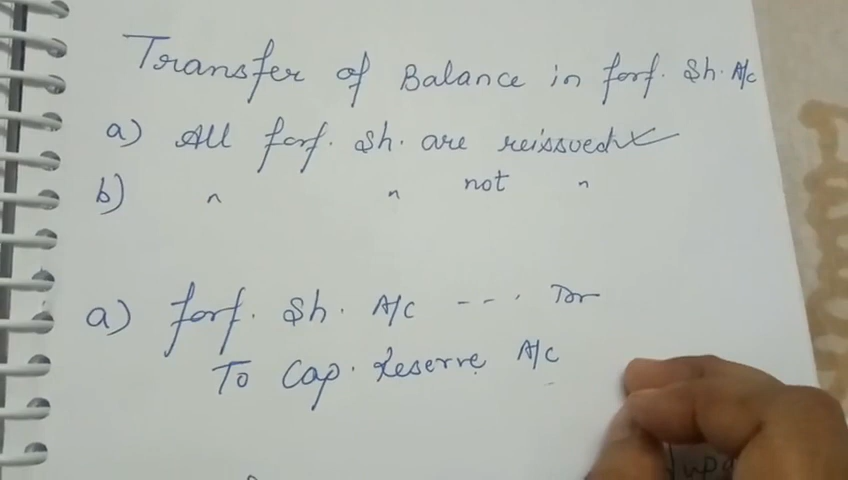 Transfer of Balance in forf. Sh. A/c
a) All forf. Sh. are reissued
b) " " not "
a) forf. Sh. A/c --- Dr
To Cap. Reserve A/c